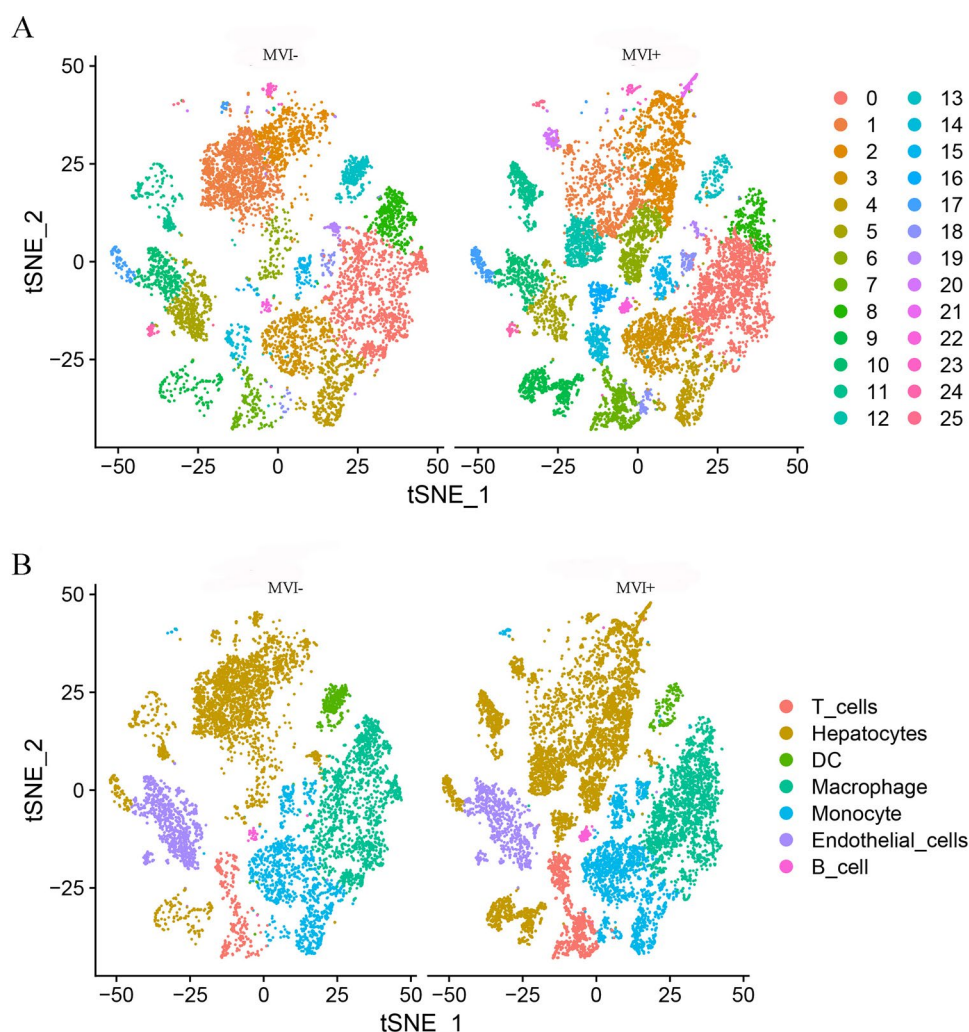 A
MVI-
MVI+
50
25
0
−25
tSNE_2
−50 −25 0 25 50
−50 −25 0 25 50
tSNE_1
0 13
1 14
2 15
3 16
4 17
5 18
6 19
7 20
8 21
9 22
10 23
11 24
12 25
B
MVI-
MVI+
50
25
0
−25
tSNE_2
−50 −25 0 25 50
−50 −25 0 25 50
tSNE_1
T_cells
Hepatocytes
DC
Macrophage
Monocyte
Endothelial_cells
B_cell